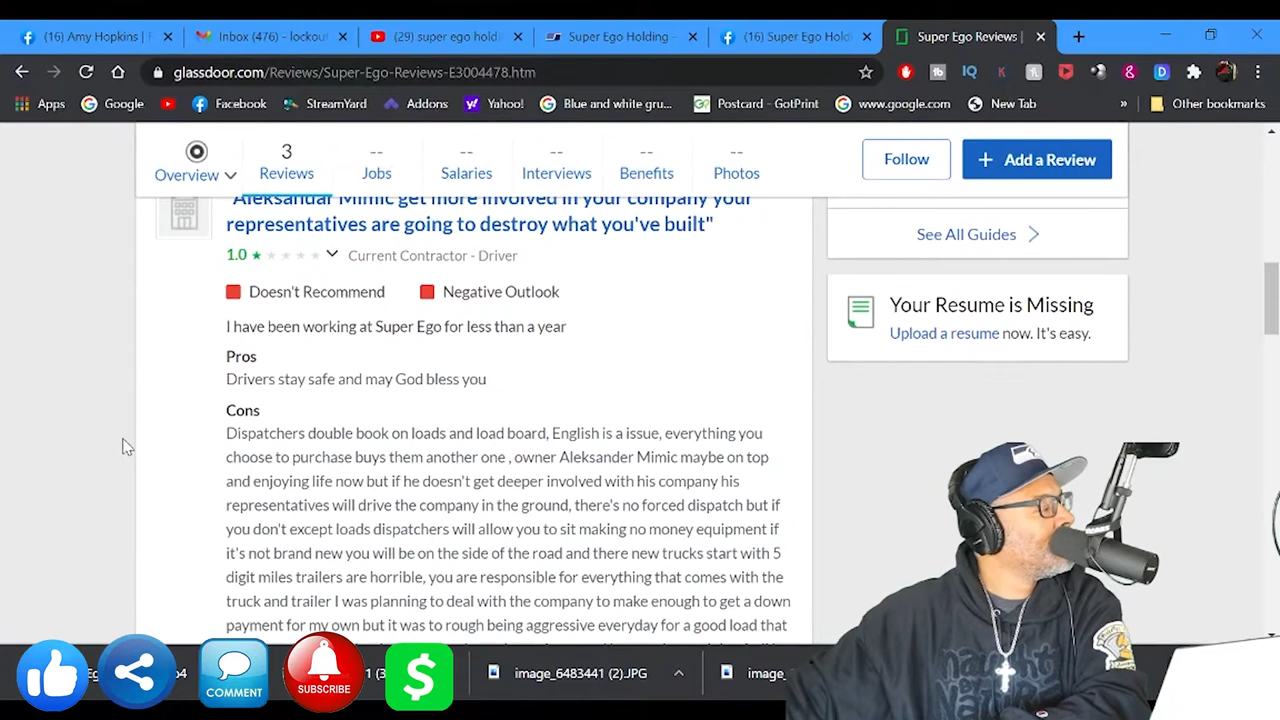 (16) Amy Hopkins | F
Inbox (476) - lockout
(29) super ego hold
Super Ego Holding -
(16) Super Ego Hold
Super Ego Reviews |
glassdoor.com/Reviews/Super-Ego-Reviews-E3004478.htm
Apps
Google
Facebook
StreamYard
Addons
Yahoo!
Blue and white gru...
Postcard - GotPrint
www.google.com
New Tab
»
Other bookmarks
Overview
3
Reviews
--
Jobs
--
Salaries
--
Interviews
--
Benefits
--
Photos
Follow
+ Add a Review
"Aleksandar Mimic get more involved in your company your
representatives are going to destroy what you've built"
1.0
Current Contractor - Driver
Doesn't Recommend
Negative Outlook
I have been working at Super Ego for less than a year
Pros
Drivers stay safe and may God bless you
Cons
Dispatchers double book on loads and load board, English is a issue, everything you
choose to purchase buys them another one , owner Aleksander Mimic maybe on top
and enjoying life now but if he doesn't get deeper involved with his company his
representatives will drive the company in the ground, there's no forced dispatch but if
you don't except loads dispatchers will allow you to sit making no money equipment if
it's not brand new you will be on the side of the road and there new trucks start with 5
digit miles trailers are horrible, you are responsible for everything that comes with the
truck and trailer I was planning to deal with the company to make enough to get a down
payment for my own but it was to rough being aggressive everyday for a good load that
See All Guides
Your Resume is Missing
Upload a resume now. It's easy.
COMMENT
SUBSCRIBE
$
image_6483441 (2).JPG
image_